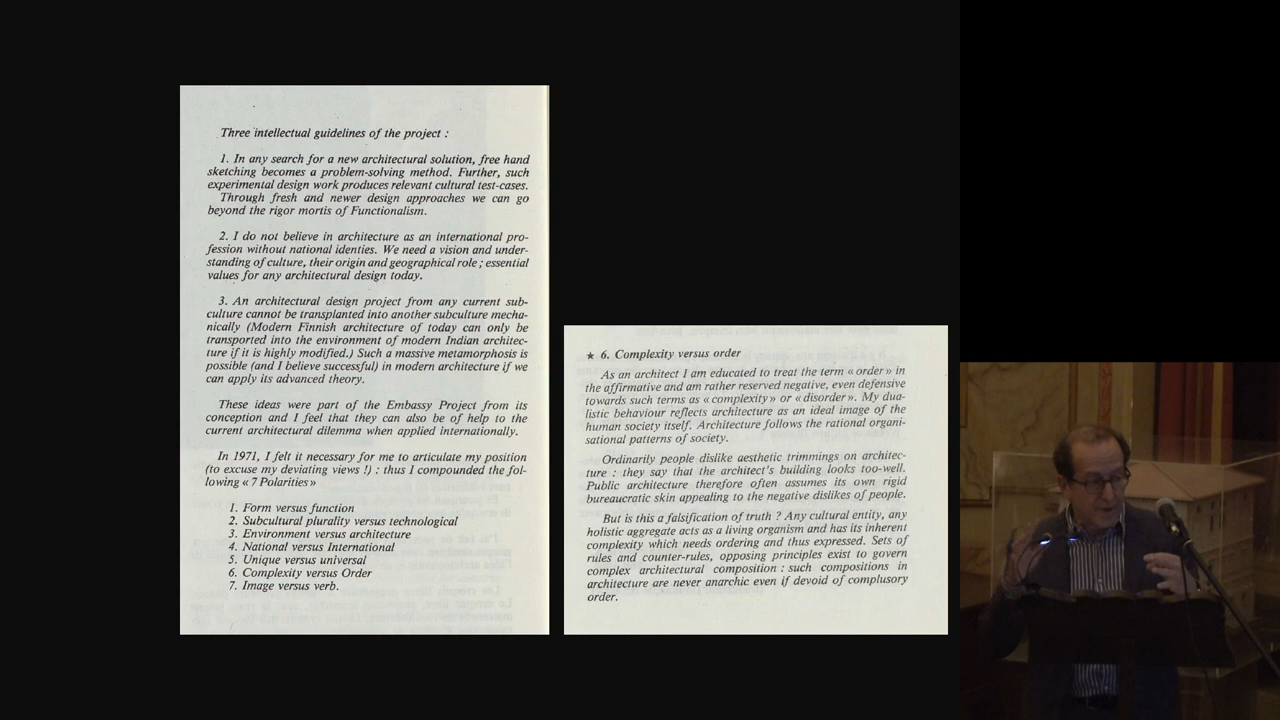 Three intellectual guidelines of the project :
1. In any search for a new architectural solution, free hand
sketching becomes a problem-solving method. Further, such
experimental design work produces relevant cultural test-cases.
Through fresh and newer design approaches we can go
beyond the rigor mortis of Functionalism.
2. I do not believe in architecture as an international pro-
fession without national identies. We need a vision and under-
standing of culture, their origin and geographical role ; essential
values for any architectural design today.
3. An architectural design project from any current sub-
culture cannot be transplanted into another subculture mecha-
nically (Modern Finnish architecture of today can only be
transported into the environment of modern Indian architec-
ture if it is highly modified.) Such a massive metamorphosis is
possible (and I believe successful) in modern architecture if we
can apply its advanced theory.
These ideas were part of the Embassy Project from its
conception and I feel that they can also be of help to the
current architectural dilemma when applied internationally.
In 1971, I felt it necessary for me to articulate my position
(to excuse my deviating views !) : thus I compounded the fol-
lowing « 7 Polarities »
1. Form versus function
2. Subcultural plurality versus technological
3. Environment versus architecture
4. National versus International
5. Unique versus universal
6. Complexity versus Order
7. Image versus verb.
★ 6. Complexity versus order
As an architect I am educated to treat the term « order » in
the affirmative and am rather reserved negative, even defensive
towards such terms as « complexity » or « disorder ». My dua-
listic behaviour reflects architecture as an ideal image of the
human society itself. Architecture follows the rational organi-
sational patterns of society.
Ordinarily people dislike aesthetic trimmings on architec-
ture : they say that the architect's building looks too-well.
Public architecture therefore often assumes its own rigid
bureaucratic skin appealing to the negative dislikes of people.
But is this a falsification of truth ? Any cultural entity, any
holistic aggregate acts as a living organism and has its inherent
complexity which needs ordering and thus expressed. Sets of
rules and counter-rules, opposing principles exist to govern
complex architectural composition : such compositions in
architecture are never anarchic even if devoid of complusory
order.